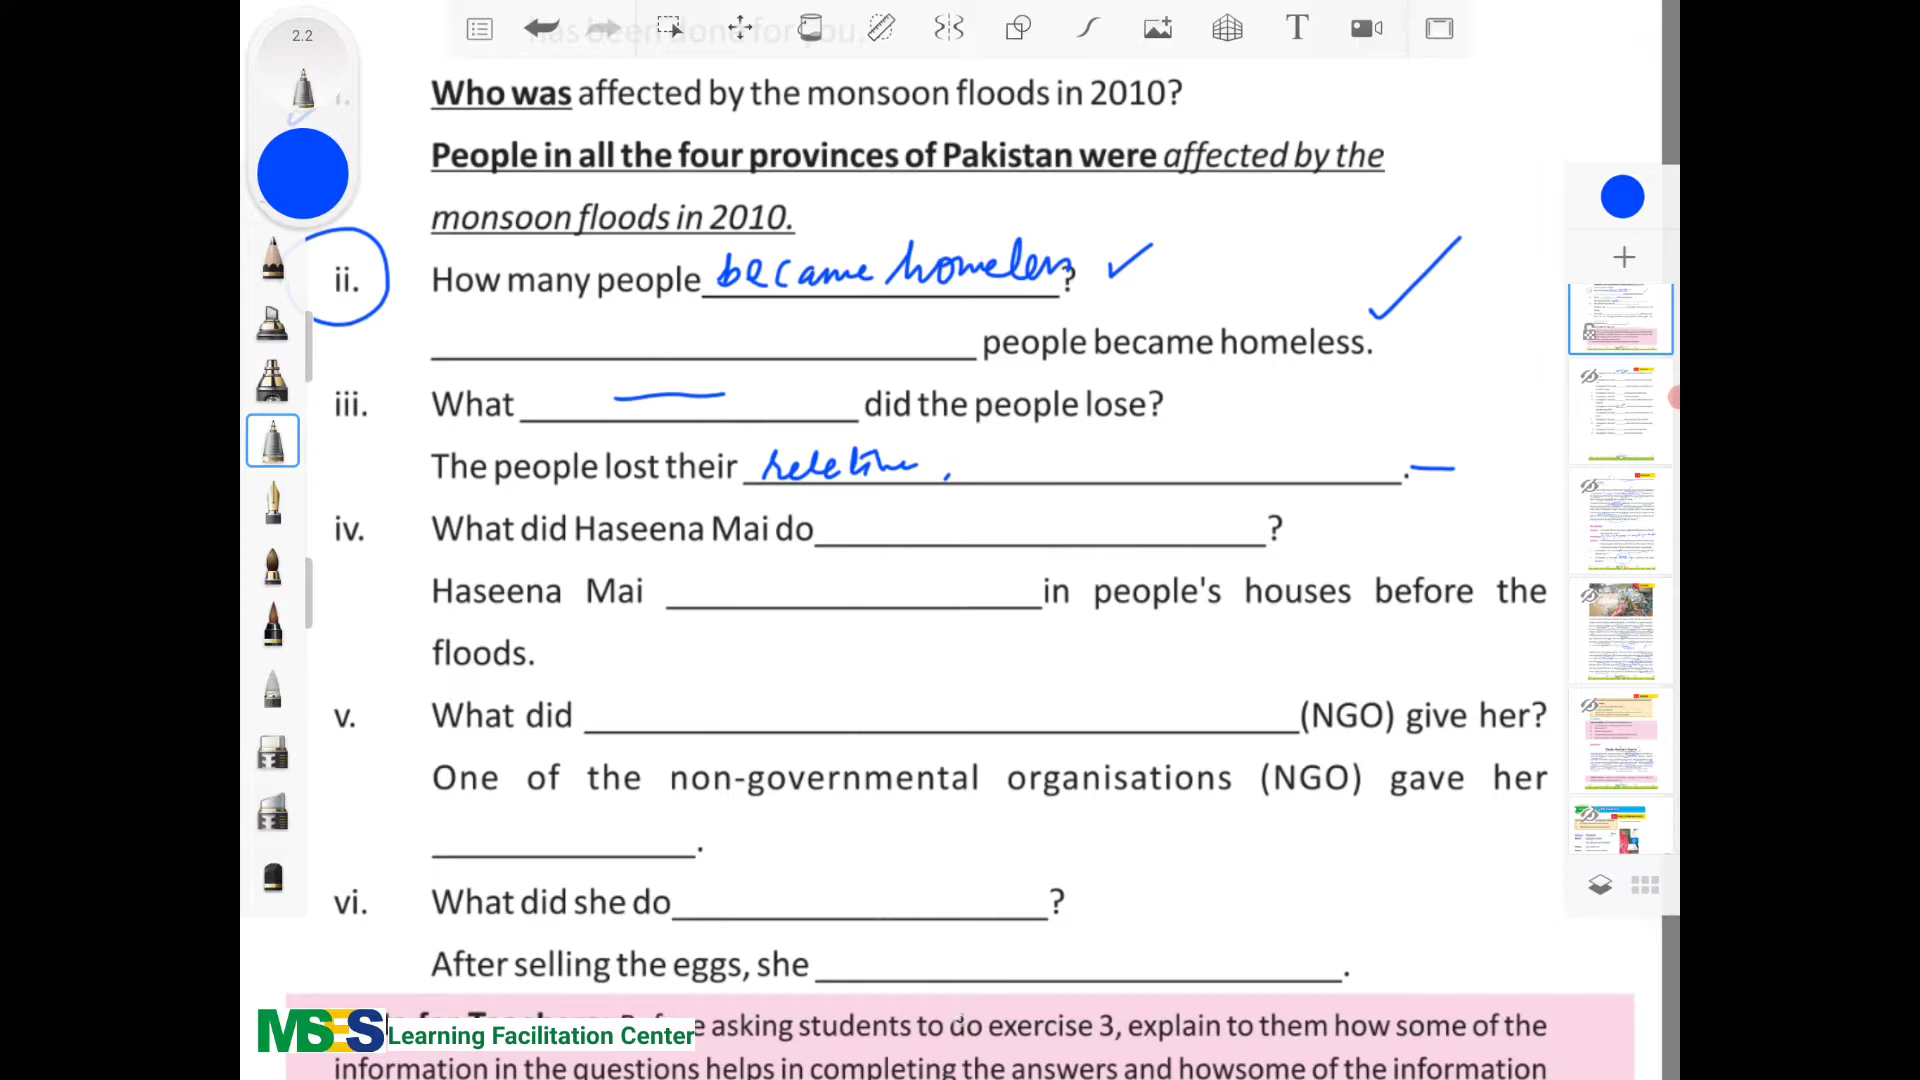 2.2
has been done for you.
i.
Who was affected by the monsoon floods in 2010?
People in all the four provinces of Pakistan were affected by the
monsoon floods in 2010.
ii. How many people became homeless?
people became homeless.
iii. What did the people lose?
The people lost their .
iv. What did Haseena Mai do ?
Haseena Mai in people's houses before the
floods.
v. What did (NGO) give her?
One of the non-governmental organisations (NGO) gave her
.
vi. What did she do ?
After selling the eggs, she .
asking students to do exercise 3, explain to them how some of the
MSES Learning Facilitation Center
information in the questions helps in completing the answers and howsome of the information